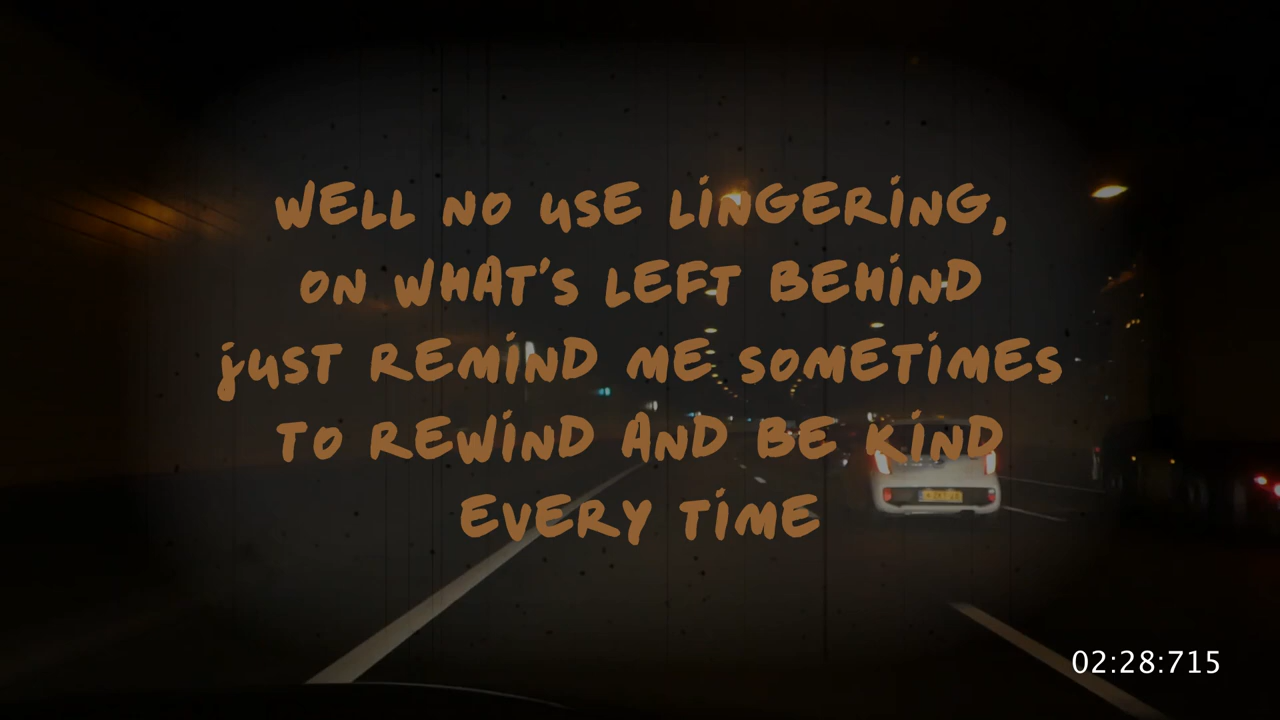 WELL NO USE LINGERING,
ON WHAT'S LEFT BEHIND
JUST REMIND ME SOMETIMES
TO REWIND AND BE KIND
EVERY TIME
02:28:715